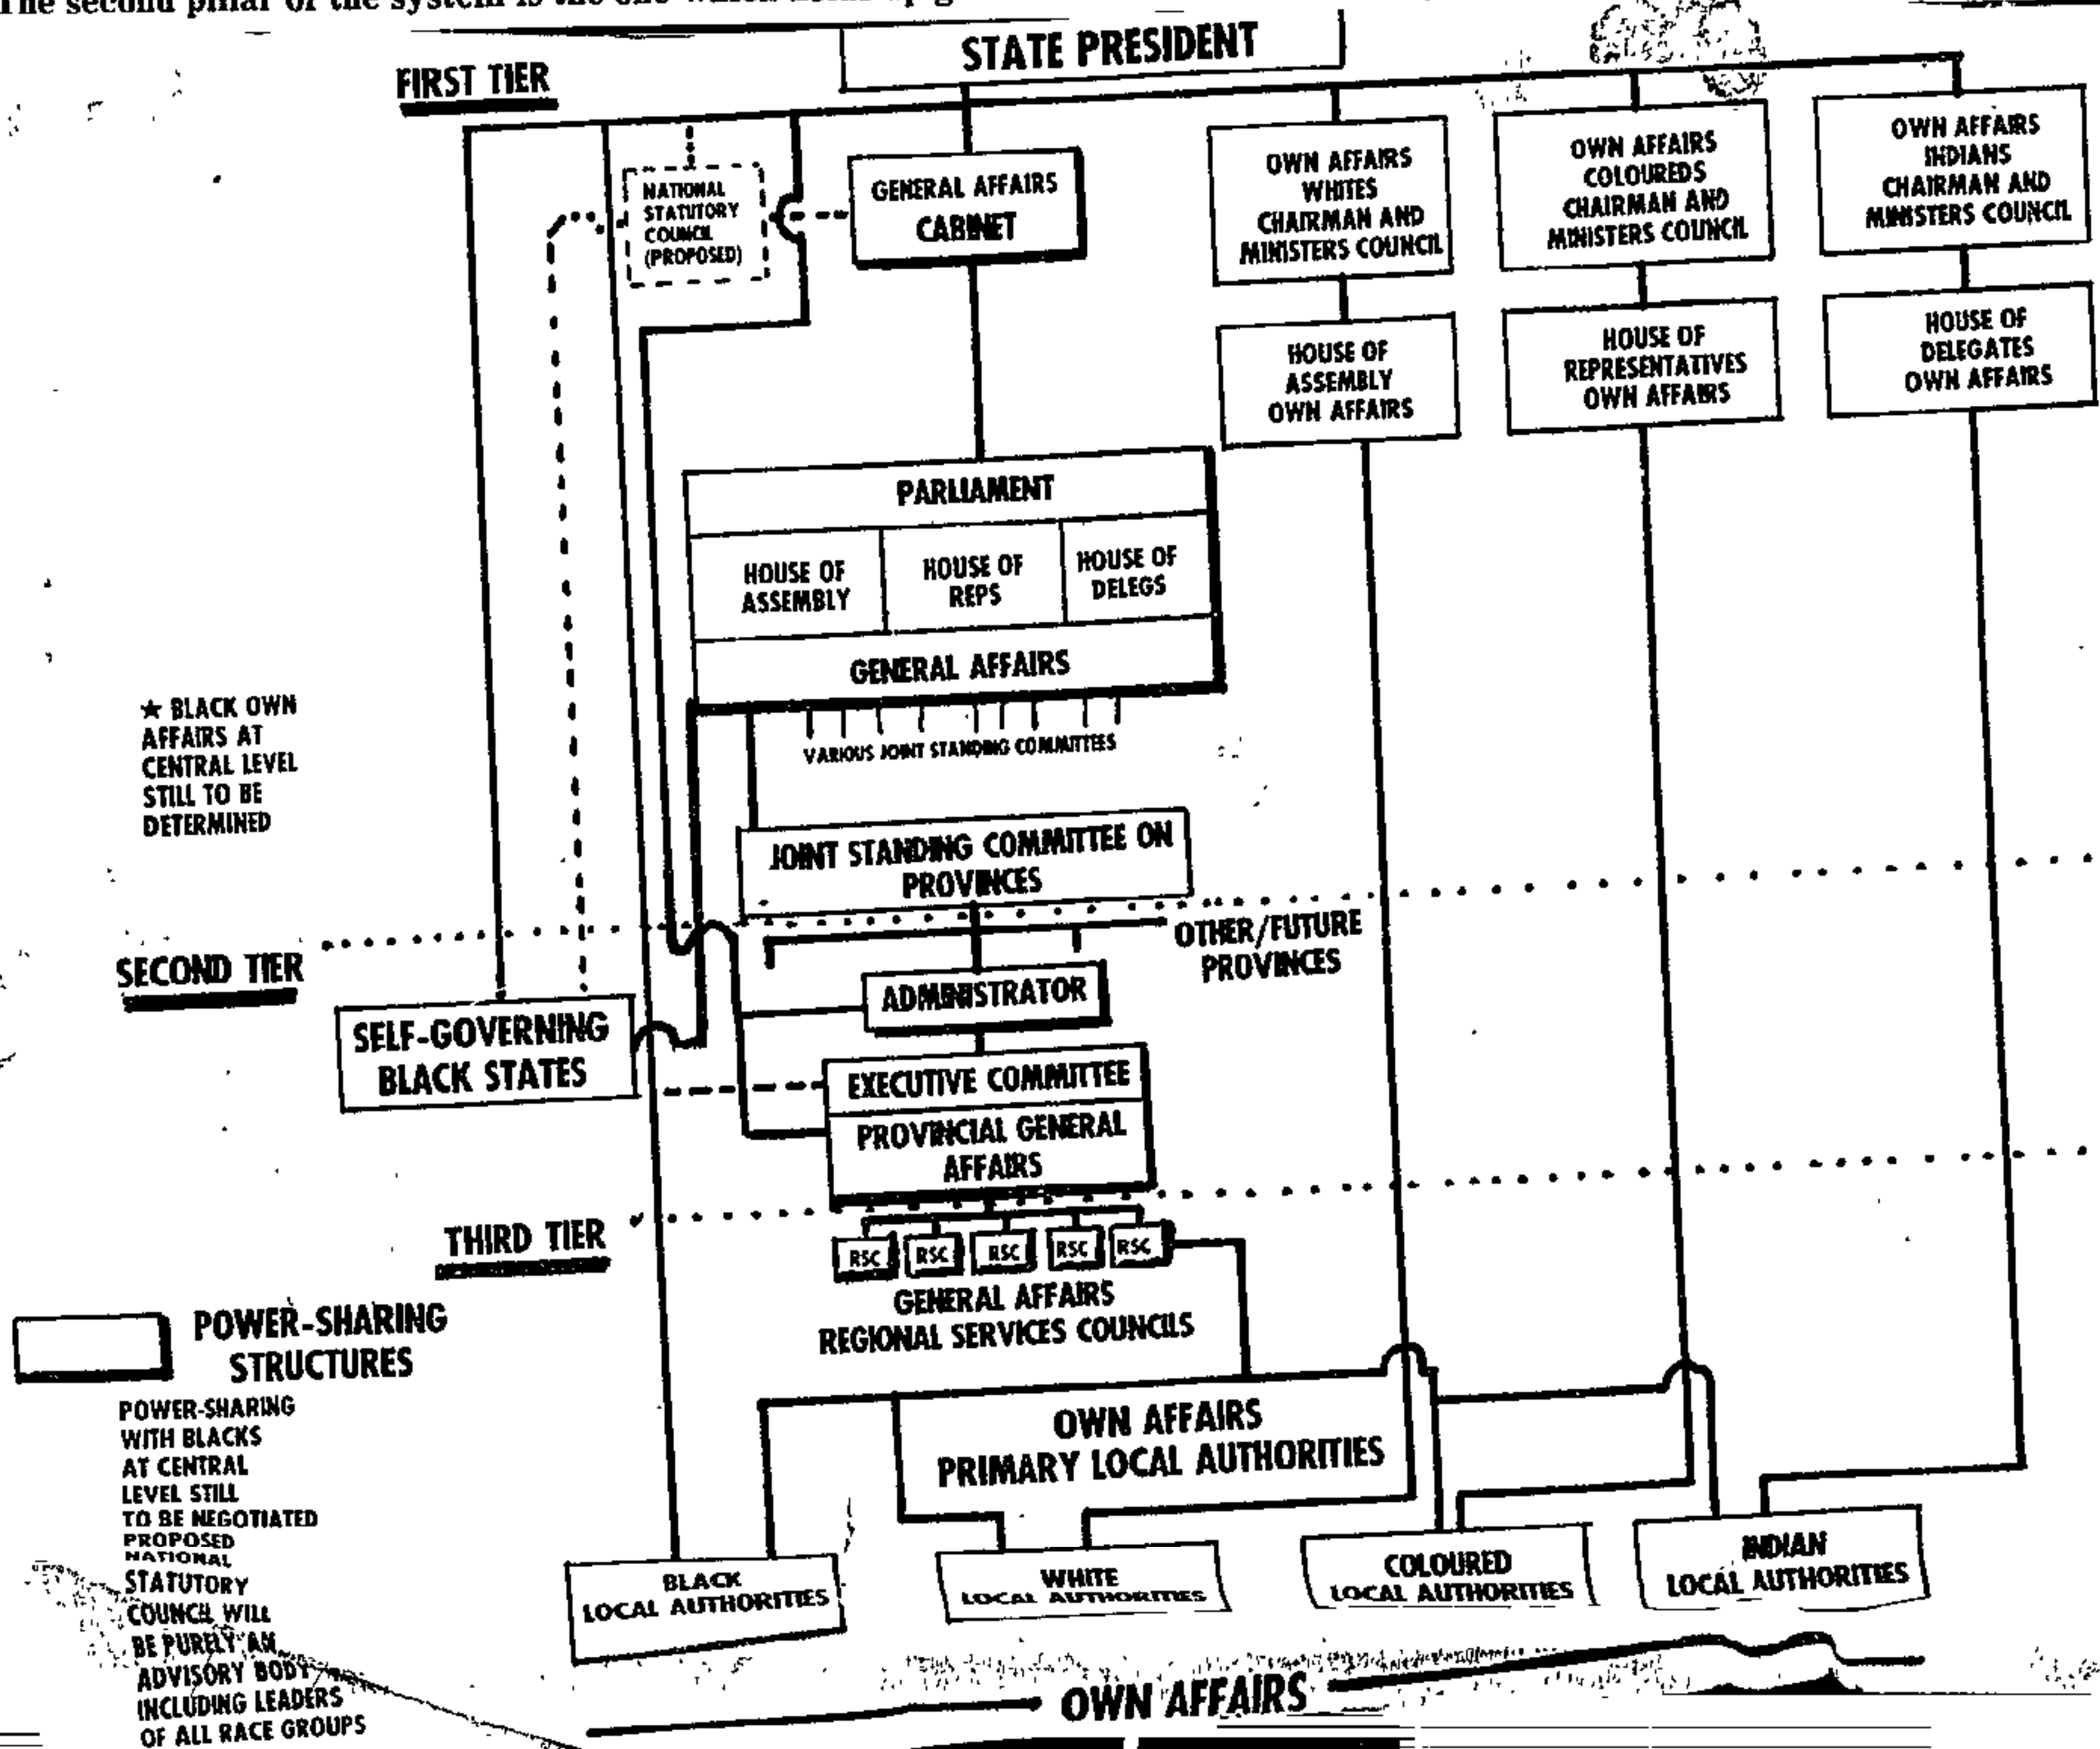 The second pillar of the system is the one which
STATE PRESIDENT
FIRST TIER
NATIONAL
STATUTORY
COUNCIL
(PROPOSED)
GENERAL AFFAIRS
CABINET
OWN AFFAIRS
WHITES
CHAIRMAN AND
MINISTERS COUNCIL
OWN AFFAIRS
COLOUREDS
CHAIRMAN AND
MINISTERS COUNCIL
OWN AFFAIRS
INDIANS
CHAIRMAN AND
MINISTERS COUNCIL
HOUSE OF
ASSEMBLY
OWN AFFAIRS
HOUSE OF
REPRESENTATIVES
OWN AFFAIRS
HOUSE OF
DELEGATES
OWN AFFAIRS
PARLIAMENT
HOUSE OF
ASSEMBLY
HOUSE OF
REPS
HOUSE OF
DELEGS
GENERAL AFFAIRS
VARIOUS JOINT STANDING COMMITTEES
★ BLACK OWN
AFFAIRS AT
CENTRAL LEVEL
STILL TO BE
DETERMINED
JOINT STANDING COMMITTEE ON
PROVINCES
OTHER/FUTURE
PROVINCES
SECOND TIER
ADMINISTRATOR
SELF-GOVERNING
BLACK STATES
EXECUTIVE COMMITTEE
PROVINCIAL GENERAL
AFFAIRS
THIRD TIER
RSC RSC RSC RSC RSC
GENERAL AFFAIRS
REGIONAL SERVICES COUNCILS
POWER-SHARING
STRUCTURES
POWER-SHARING
WITH BLACKS
AT CENTRAL
LEVEL STILL
TO BE NEGOTIATED
PROPOSED
NATIONAL
STATUTORY
COUNCIL WILL
BE PURELY AN
ADVISORY BODY
INCLUDING LEADERS
OF ALL RACE GROUPS
OWN AFFAIRS
PRIMARY LOCAL AUTHORITIES
BLACK
LOCAL AUTHORITIES
WHITE
LOCAL AUTHORITIES
COLOURED
LOCAL AUTHORITIES
INDIAN
LOCAL AUTHORITIES
OWN AFFAIRS